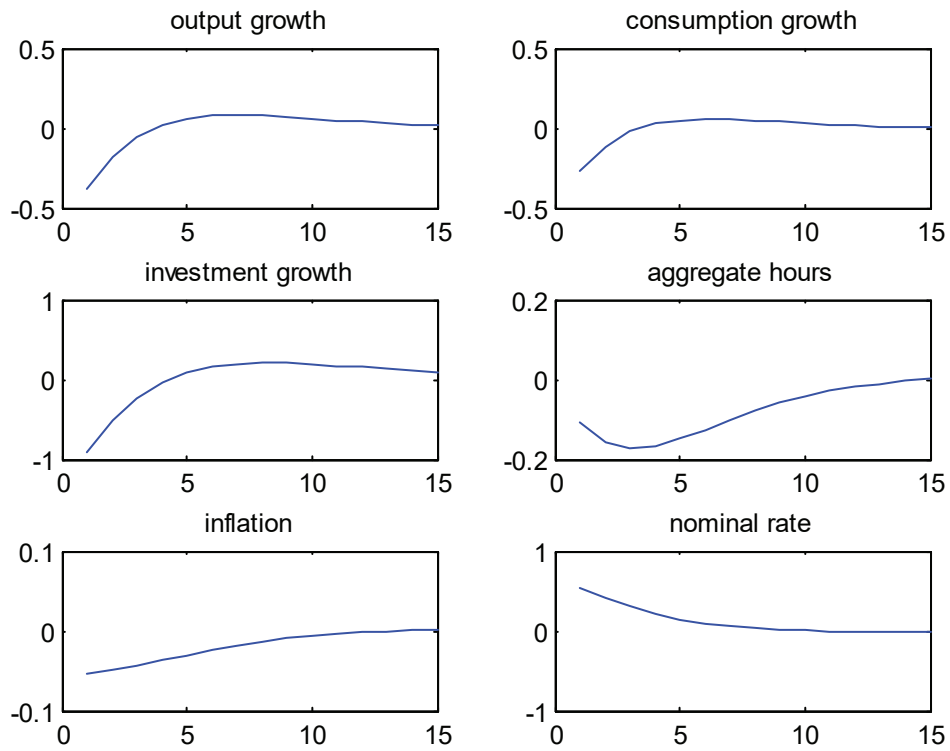 output growth
0.5
0
-0.5
0 5 10 15
consumption growth
0.5
0
-0.5
0 5 10 15
investment growth
1
0
-1
0 5 10 15
aggregate hours
0.2
0
-0.2
0 5 10 15
inflation
0.1
0
-0.1
0 5 10 15
nominal rate
1
0
-1
0 5 10 15